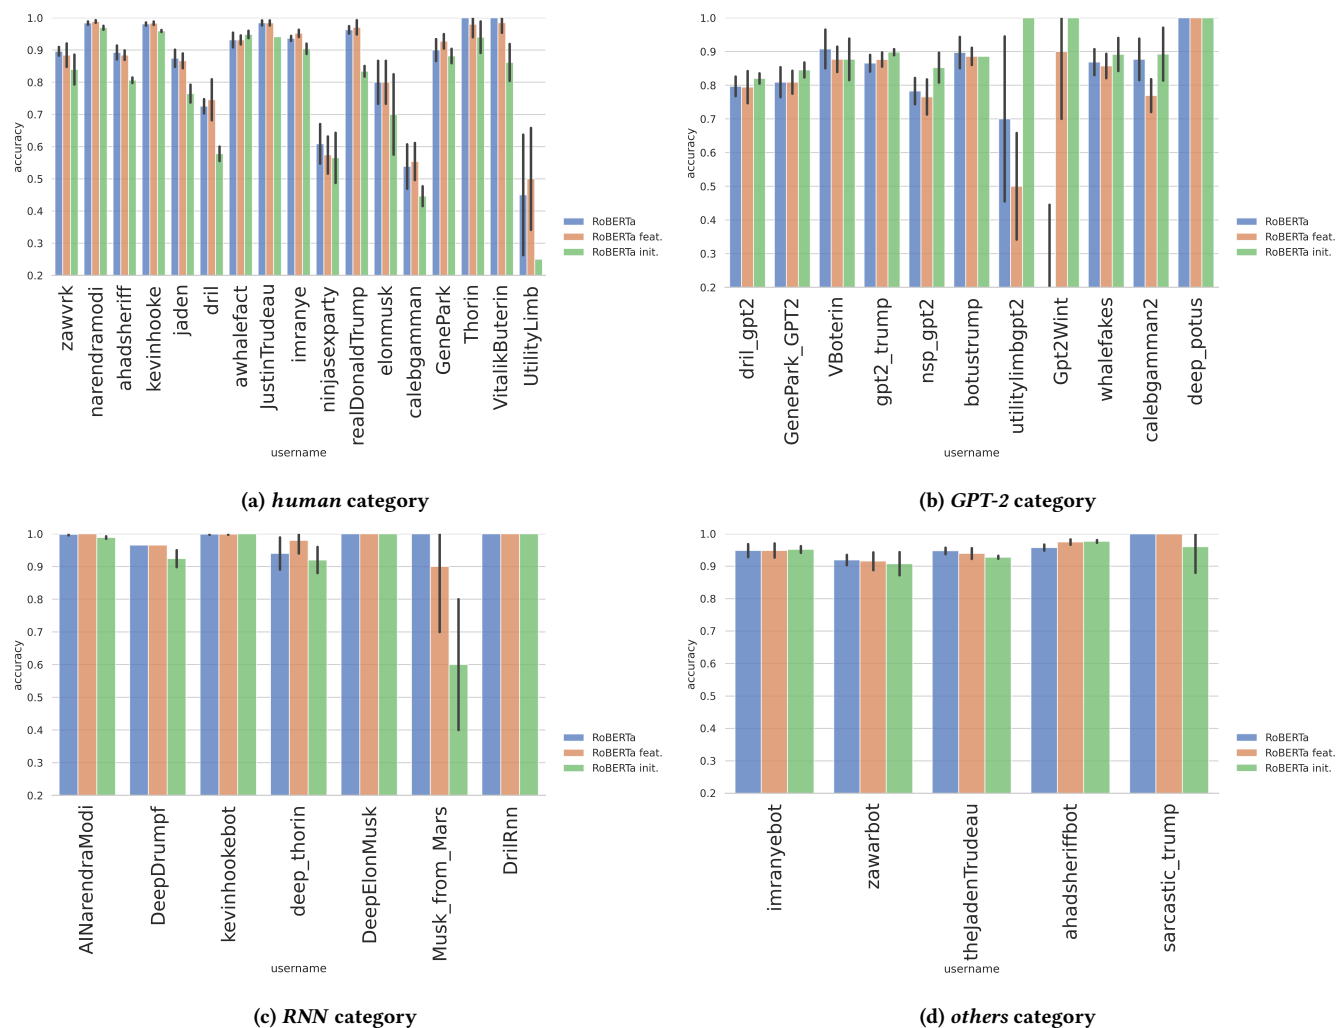 1.0
0.9
0.8
0.7
0.6
0.5
0.4
0.3
0.2
accuracy
zawvrk
narendramodi
ahadsheriff
kevinhooke
jaden
dril
awhalefact
JustinTrudeau
imranye
ninjasexparty
realDonaldTrump
elonmusk
calebgamman
GenePark
Thorin
VitalikButerin
UtilityLimb
username
RoBERTa
RoBERTa feat.
RoBERTa init.
(a) human category
1.0
0.9
0.8
0.7
0.6
0.5
0.4
0.3
0.2
accuracy
dril_gpt2
GenePark_GPT2
VBoterin
gpt2_trump
nsp_gpt2
botustrump
utilitylimbgpt2
Gpt2Wint
whalefakes
calebgamman2
deep_potus
username
RoBERTa
RoBERTa feat.
RoBERTa init.
(b) GPT-2 category
1.0
0.9
0.8
0.7
0.6
0.5
0.4
0.3
0.2
accuracy
AINarendraModi
DeepDrumpf
kevinhookebot
deep_thorin
DeepElonMusk
Musk_from_Mars
DrilRnn
username
RoBERTa
RoBERTa feat.
RoBERTa init.
(c) RNN category
1.0
0.9
0.8
0.7
0.6
0.5
0.4
0.3
0.2
accuracy
imranyebot
zawarbot
theJadenTrudeau
ahadsheriffbot
sarcastic_trump
username
RoBERTa
RoBERTa feat.
RoBERTa init.
(d) others category